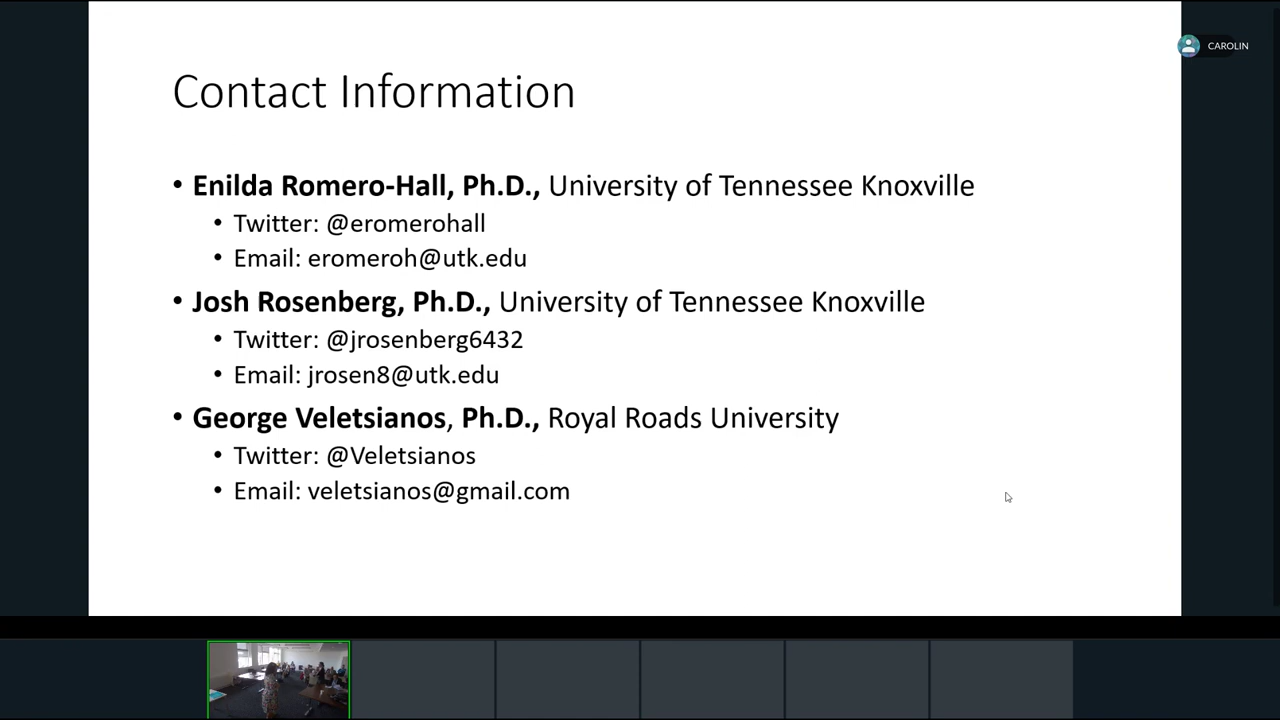 CAROLIN
Contact Information
• Enilda Romero-Hall, Ph.D., University of Tennessee Knoxville
• Twitter: @eromerohall
• Email: eromeroh@utk.edu
• Josh Rosenberg, Ph.D., University of Tennessee Knoxville
• Twitter: @jrosenberg6432
• Email: jrosen8@utk.edu
• George Veletsianos, Ph.D., Royal Roads University
• Twitter: @Veletsianos
• Email: veletsianos@gmail.com